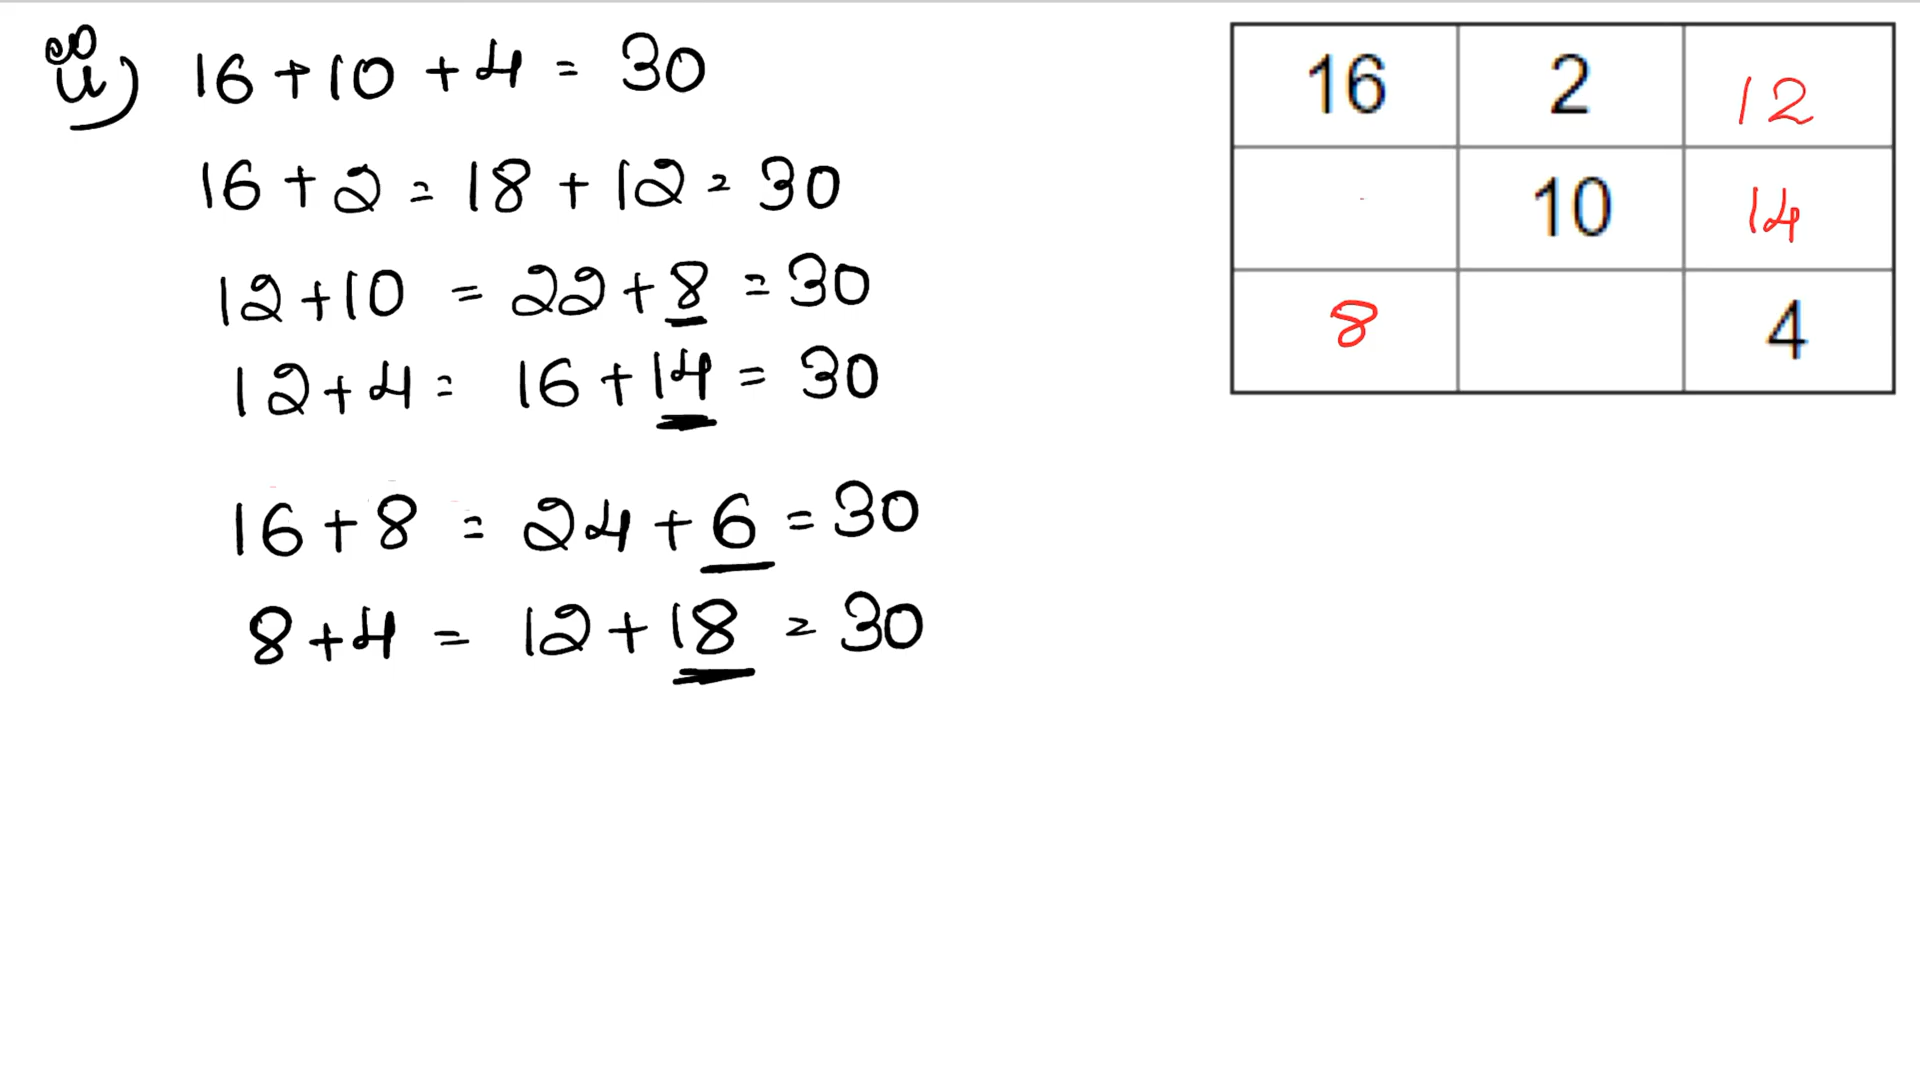 ii) 16 + 10 + 4 = 30
16 + 2 = 18 + 12 = 30
12 + 10 = 22 + 8 = 30
12 + 4 = 16 + 14 = 30
16 + 8 = 24 + 6 = 30
8 + 4 = 12 + 18 = 30
16 2 12
10 14
8 4